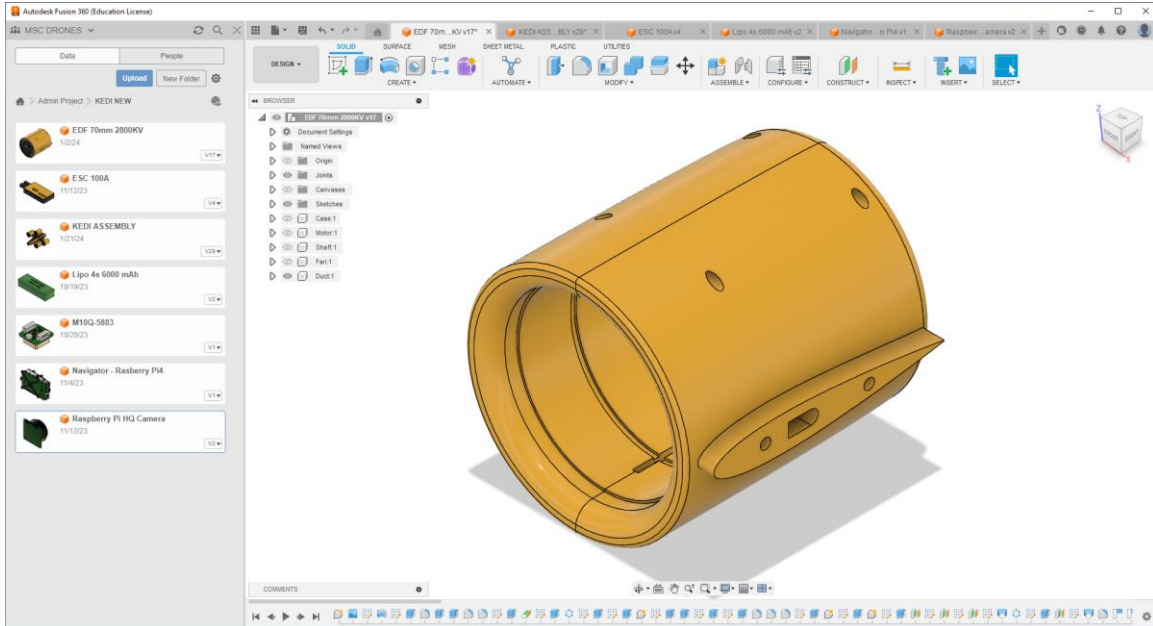 Autodesk Fusion 360 (Education License)
MSC DRONES
EDF 70m...KV v17*
KEDI ASS...BLY v28*
ESC 100A v4
Lipo 4s 6000 mAh v2
Navigator...rj Pi4 v1
Raspberr...amera v2
Data
People
Upload
New Folder
Admin Project > KEDI NEW
EDF 70mm 2800KV
1/2/24
V17
ESC 100A
11/12/23
V4
KEDI ASSEMBLY
1/21/24
Lipo 4s 6000 mAh
10/19/23
V2
M10Q-5883
10/20/23
V1
Navigator - Rasberry Pi4
11/4/23
V1
Raspberry Pi HQ Camera
11/12/23
V2
DESIGN
SOLID
SURFACE
MESH
SHEET METAL
PLASTIC
UTILITIES
CREATE
AUTOMATE
MODIFY
ASSEMBLE
CONFIGURE
CONSTRUCT
INSPECT
INSERT
SELECT
BROWSER
EDF 70mm 2800KV v17
Document Settings
Named Views
Origin
Joints
Canvases
Sketches
Case:1
Motor:1
Shaft:1
Fan:1
Duct:1
Z
TOP
FRONT
RIGHT
X
COMMENTS